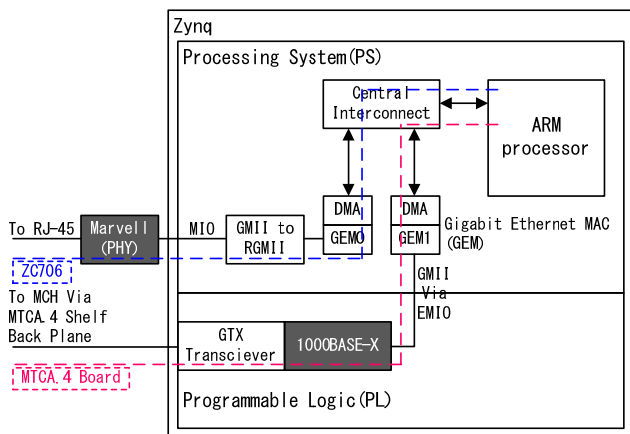 Zynq
Processing System(PS)
Central
Interconnect
ARM
processor
DMA
GEM0
DMA
GEM1
Gigabit Ethernet MAC
(GEM)
To RJ-45
Marvell
(PHY)
MIO
GMII to
RGMII
ZC706
GMII
Via
EMIO
To MCH Via
MTCA.4 Shelf
Back Plane
GTX
Transciever
1000BASE-X
MTCA.4 Board
Programmable Logic(PL)